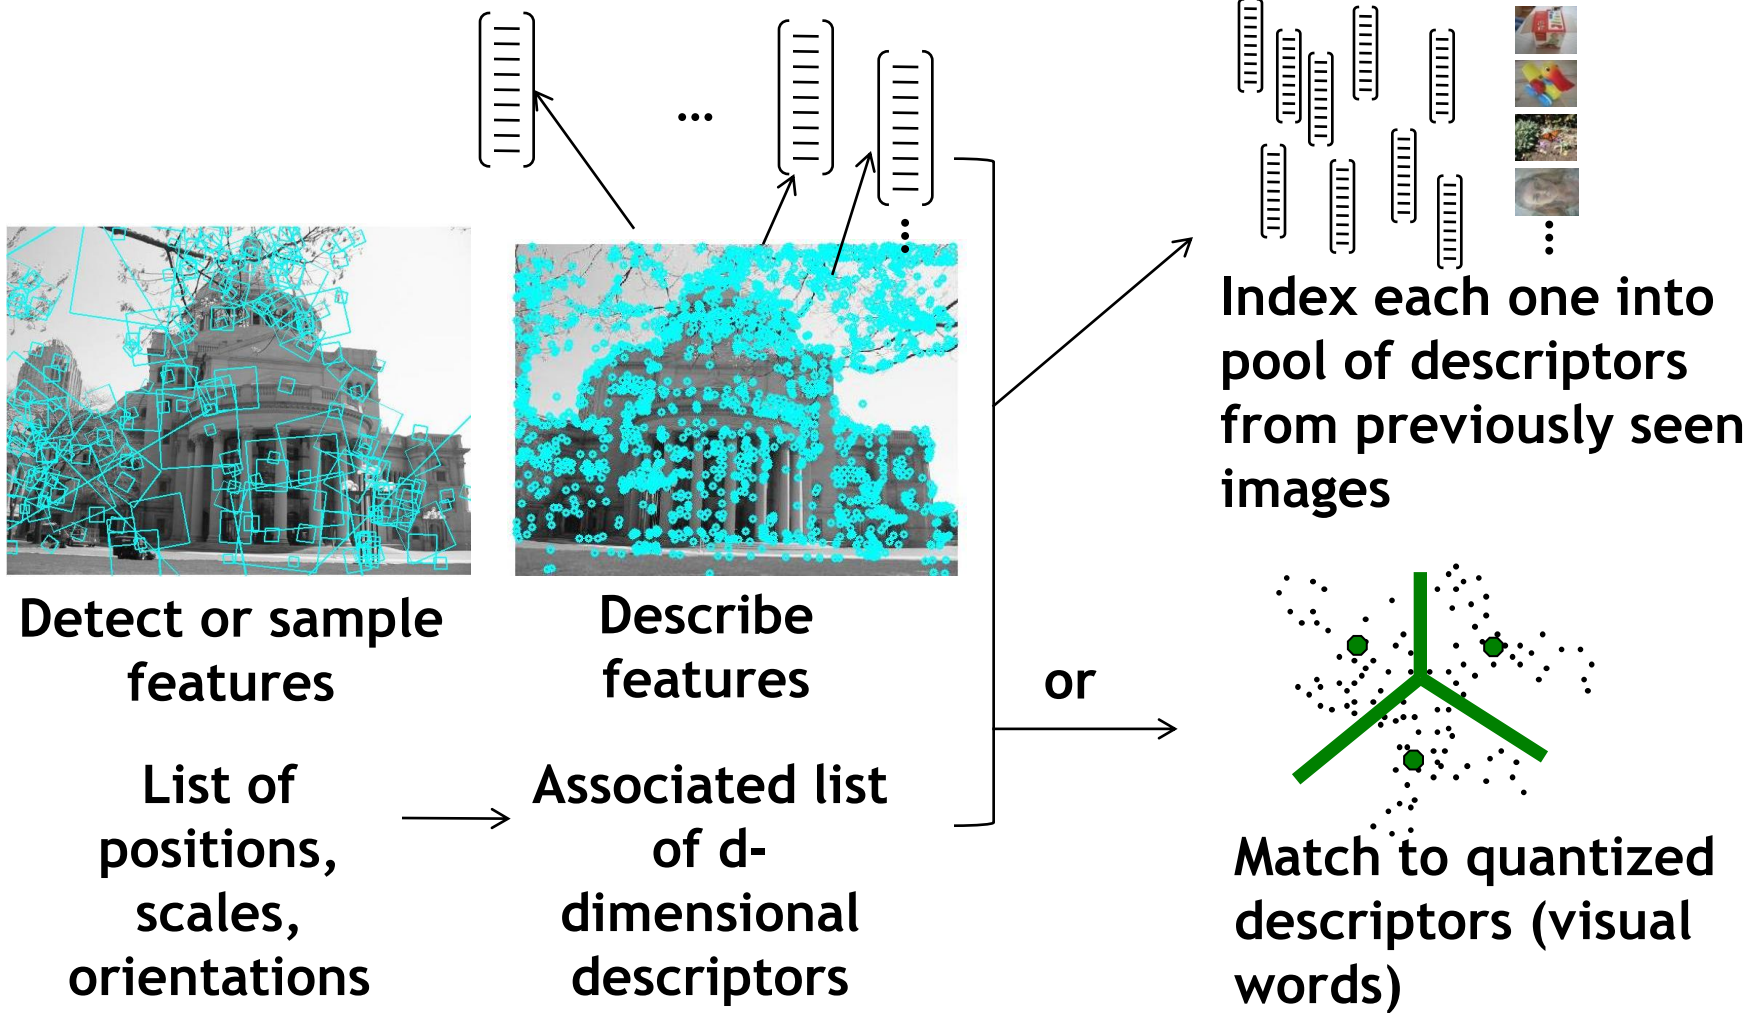 Detect or sample
features
List of
positions,
scales,
orientations
Describe
features
Associated list
of d-
dimensional
descriptors
...
or
Index each one into
pool of descriptors
from previously seen
images
Match to quantized
descriptors (visual
words)